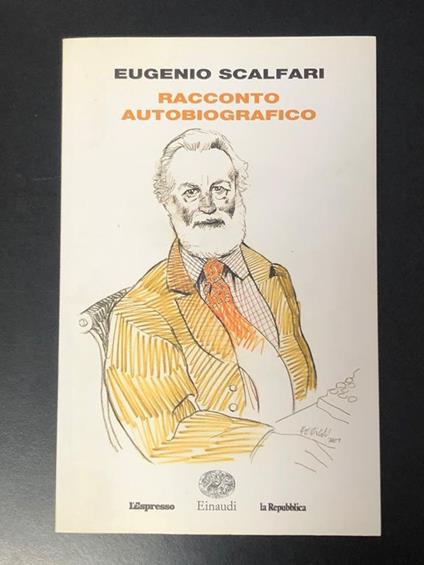 EUGENIO SCALFARI
RACCONTO
AUTOBIOGRAFICO
L'Espresso
Einaudi
la Repubblica